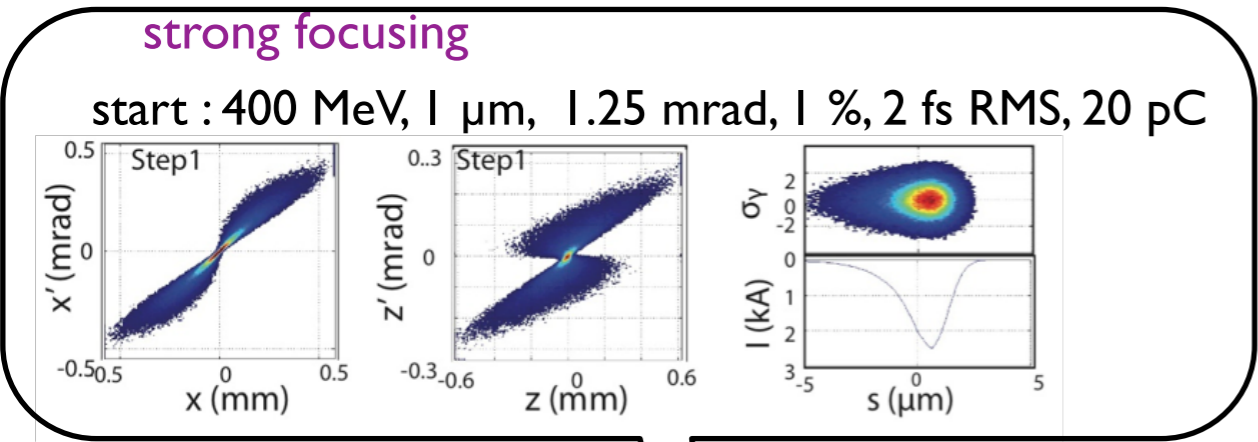 strong focusing
start : 400 MeV, 1 µm, 1.25 mrad, 1 %, 2 fs RMS, 20 pC
0.5
Step1
x' (mrad)
0
-0.5
0.5
0
0.5
x (mm)
0..3
Step1
z' (mrad)
0
-0.3
-0.6
0
0.6
z (mm)
2
0
-2
σγ
0
1
2
3
I (kA)
-5
0
5
s (µm)